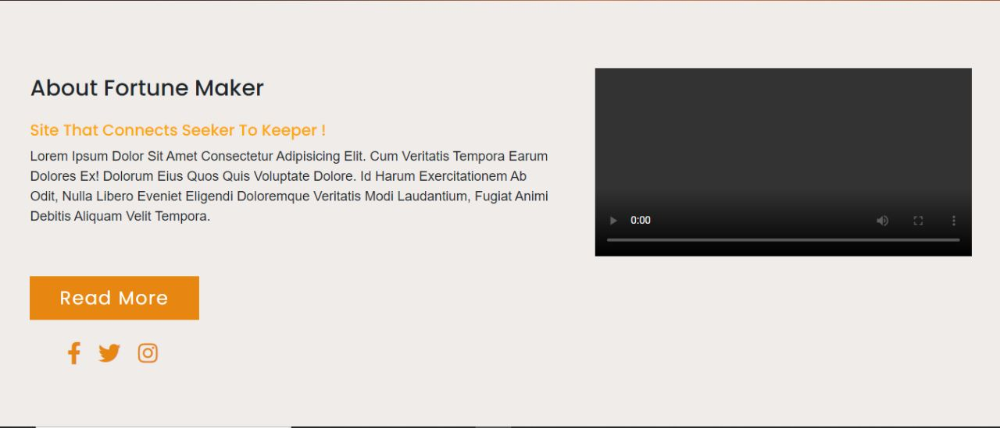 About Fortune Maker
Site That Connects Seeker To Keeper !
Lorem Ipsum Dolor Sit Amet Consectetur Adipisicing Elit. Cum Veritatis Tempora Earum
Dolores Ex! Dolorum Eius Quos Quis Voluptate Dolore. Id Harum Exercitationem Ab
Odit, Nulla Libero Eveniet Eligendi Doloremque Veritatis Modi Laudantium, Fugiat Animi
Debitis Aliquam Velit Tempora.
0:00
Read More